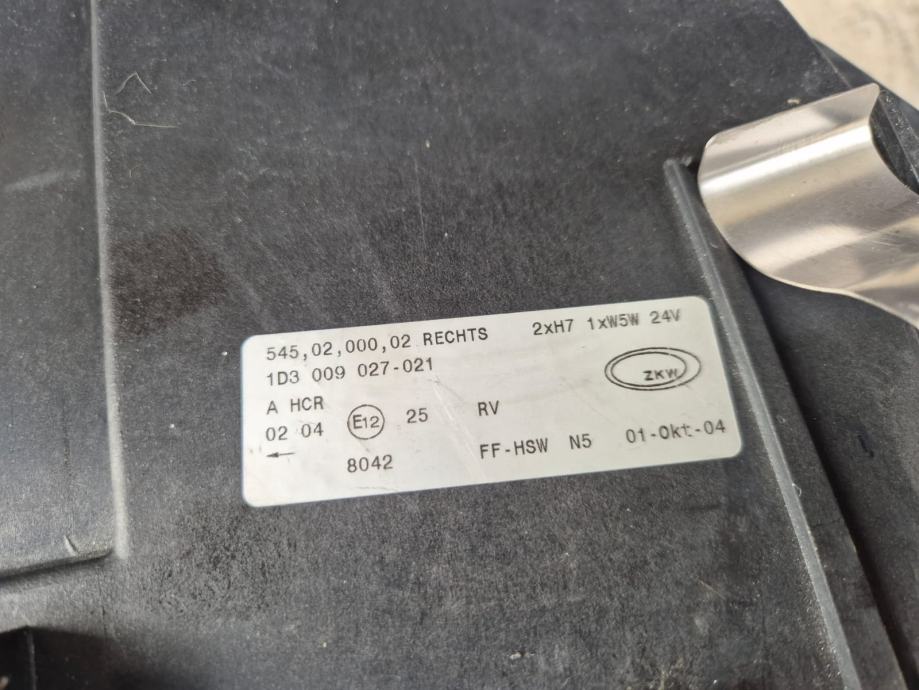 545,02,000,02 RECHTS 2xH7 1xW5W 24V
1D3 009 027-021
ZKW
A HCR
02 04 E12 25 RV
← 8042 FF-HSW N5 01-Okt-04